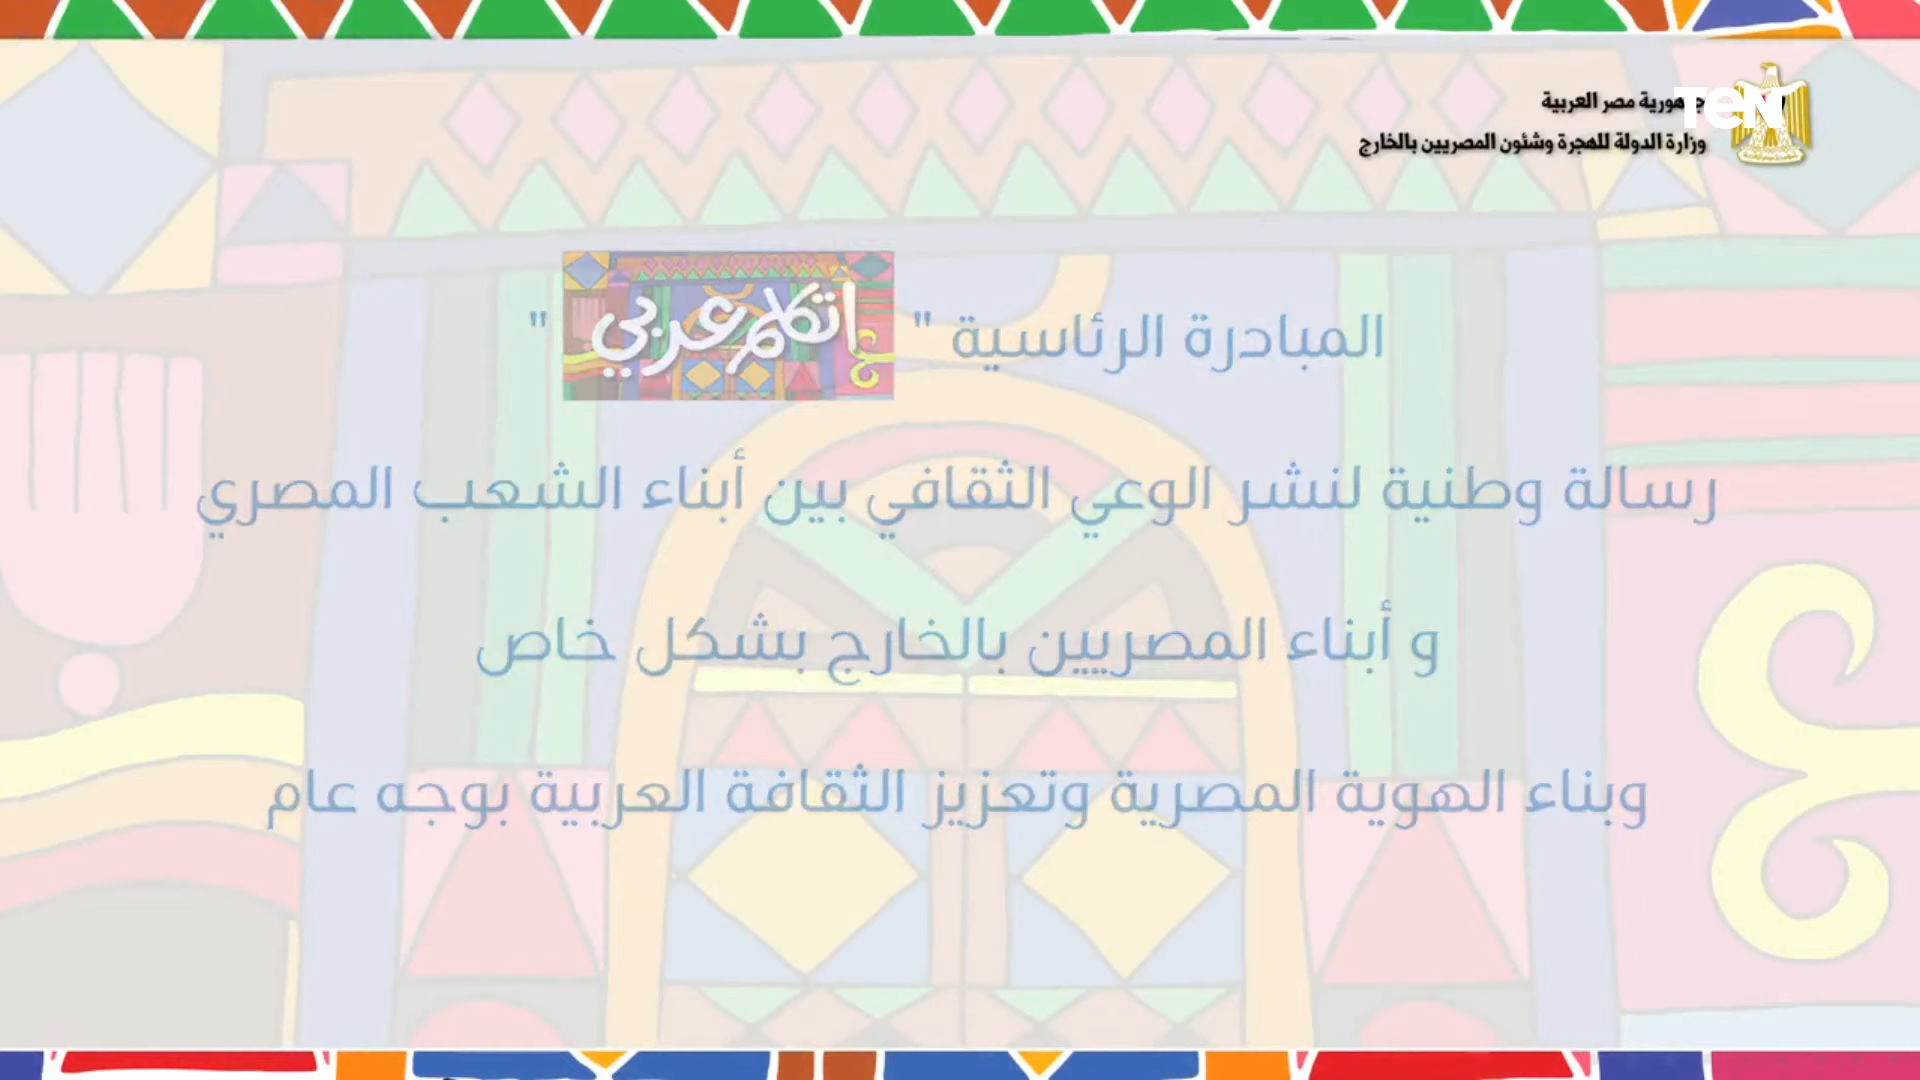 جمهورية مصر العربية
TeN
وزارة الدولة للهجرة وشئون المصريين بالخارج
المبادرة الرئاسية " اتكلم عربي "
رسالة وطنية لنشر الوعي الثقافي بين أبناء الشعب المصري
و أبناء المصريين بالخارج بشكل خاص
وبناء الهوية المصرية وتعزيز الثقافة العربية بوجه عام